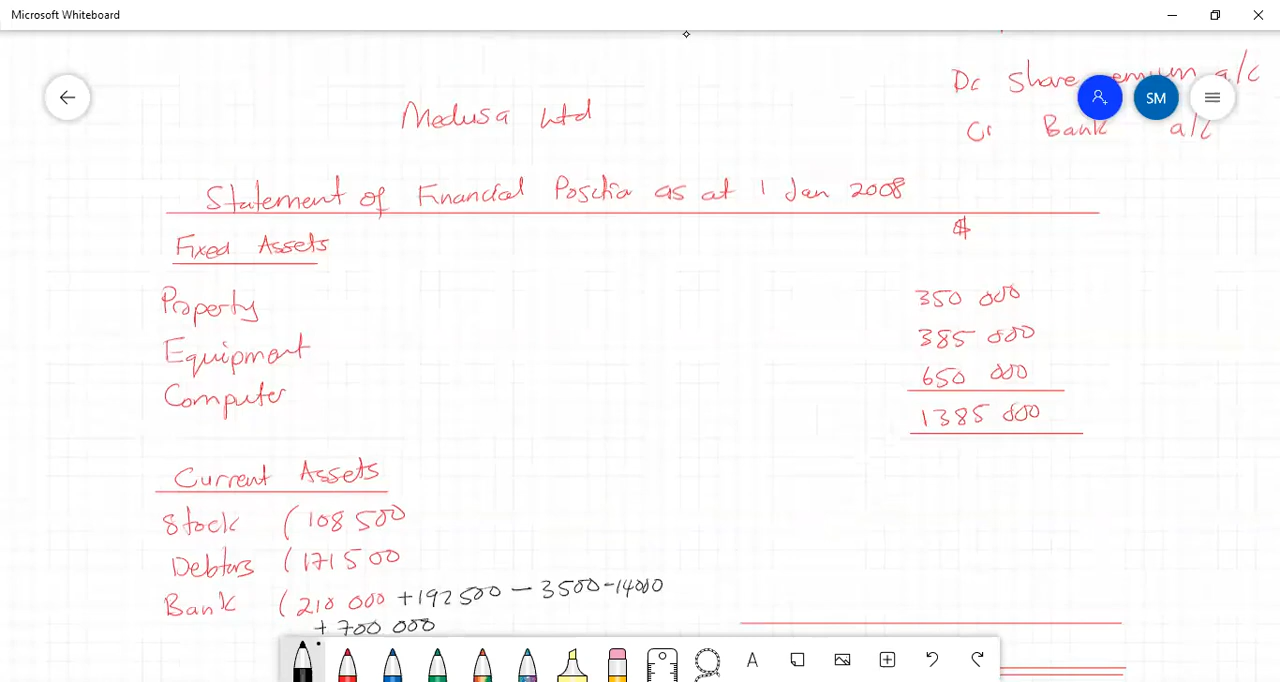 Microsoft Whiteboard
Dr Share emium a/c
SM
Medusa Ltd
Cr Bank a/c
Statement of Financial Position as at 1 Jan 2008
$
Fixed Assets
Property 350 000
Equipment 385 000
Computer 650 000
1385 000
Current Assets
Stock (108 500
Debtors (171 500
Bank (210 000 +192 500 - 3500 -14000
+ 700 000